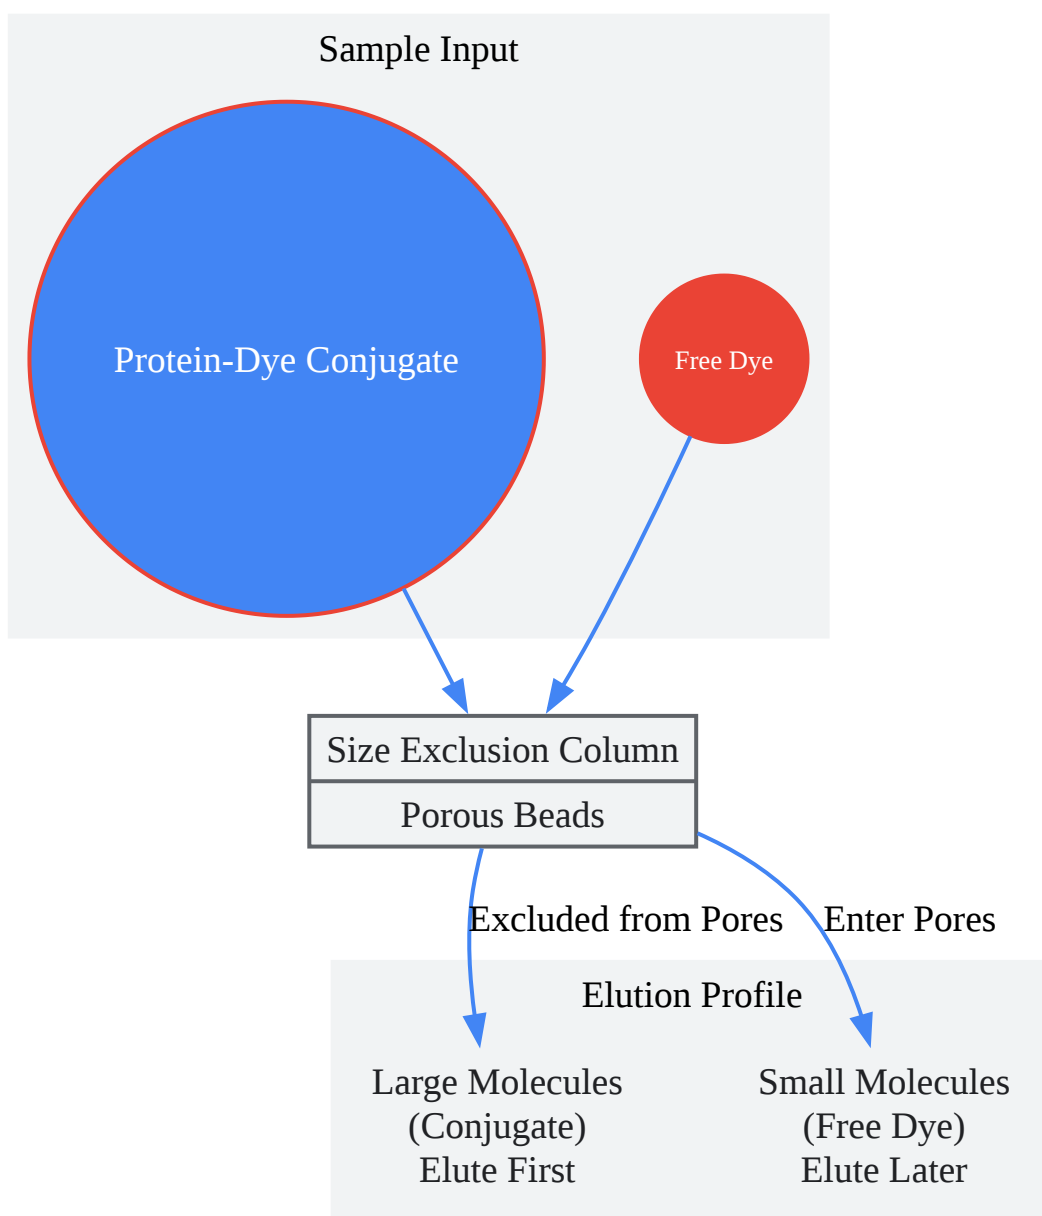 Sample Input
Protein-Dye Conjugate
Free Dye
Size Exclusion Column
Porous Beads
Excluded from Pores
Enter Pores
Elution Profile
Large Molecules
(Conjugate)
Elute First
Small Molecules
(Free Dye)
Elute Later